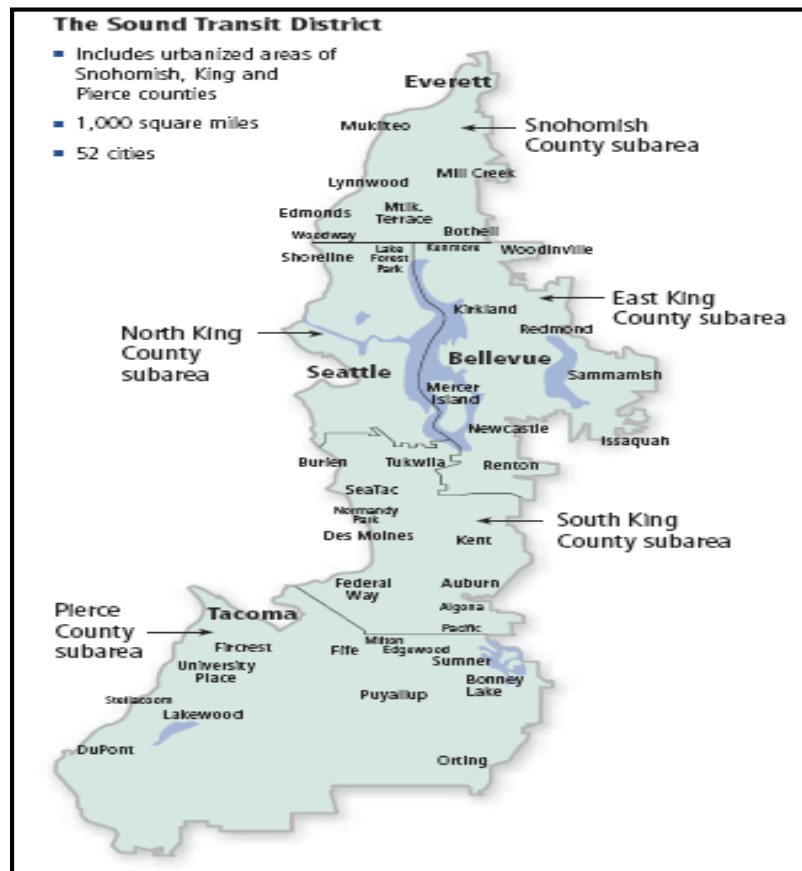 The Sound Transit District
Includes urbanized areas of
Snohomish, King and
Pierce counties
1,000 square miles
52 cities
Everett
Mukilteo
Snohomish
County subarea
Mill Creek
Lynnwood
Edmonds
Mtlk.
Terrace
Bothell
Woodway
Kenmore
Woodinville
Shoreline
Lake
Forest
Park
East King
County subarea
Kirkland
Redmond
North King
County
subarea
Bellevue
Seattle
Sammamish
Mercer
Island
Newcastle
Issaquah
Burien
Tukwila
Renton
SeaTac
Normandy
Park
South King
County subarea
Des Moines
Kent
Federal
Way
Auburn
Algona
Pacific
Pierce
County
subarea
Tacoma
Milton
Fircrest
Fife
Edgewood
Sumner
University
Place
Bonney
Lake
Puyallup
Steilacoom
Lakewood
DuPont
Orting